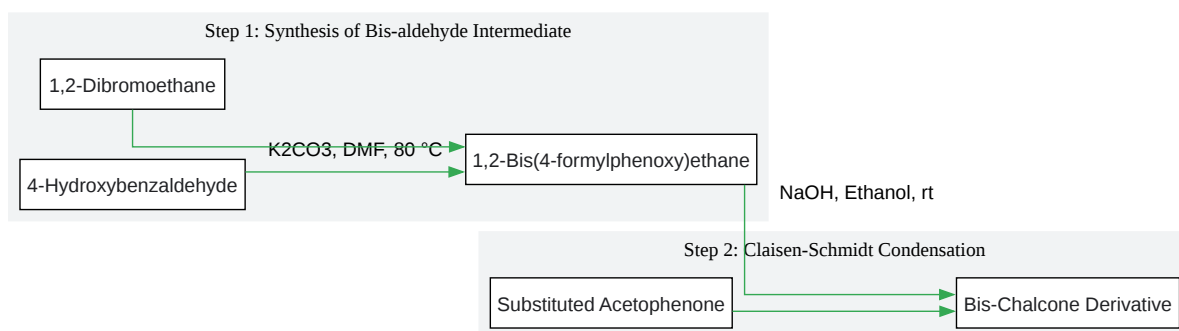 Step 1: Synthesis of Bis-aldehyde Intermediate
1,2-Dibromoethane
K2CO3, DMF, 80 °C
1,2-Bis(4-formylphenoxy)ethane
4-Hydroxybenzaldehyde
NaOH, Ethanol, rt
Step 2: Claisen-Schmidt Condensation
Substituted Acetophenone
Bis-Chalcone Derivative